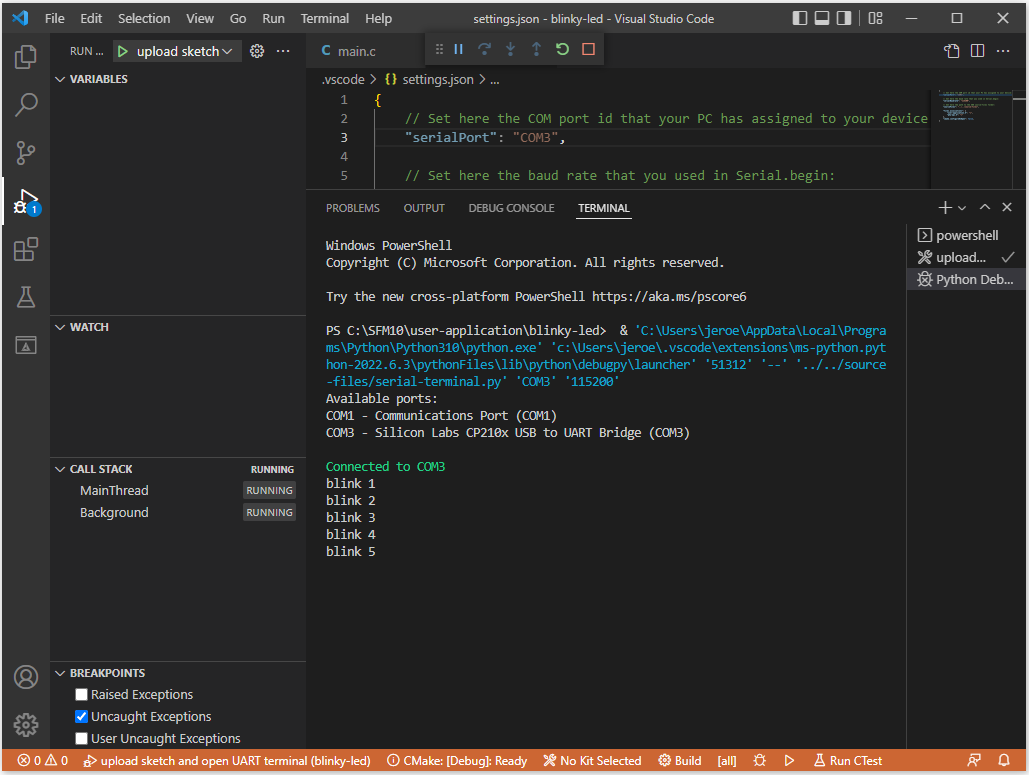 File Edit Selection View Go Run Terminal Help settings.json - blinky-led - Visual Studio Code
RUN ... upload sketch
C main.c
VARIABLES
.vscode > {} settings.json > ...
1 {
2 // Set here the COM port id that your PC has assigned to your device
3 "serialPort": "COM3",
4
5 // Set here the baud rate that you used in Serial.begin:
PROBLEMS OUTPUT DEBUG CONSOLE TERMINAL
powershell
upload...
Python Deb...
Windows PowerShell
Copyright (C) Microsoft Corporation. All rights reserved.
Try the new cross-platform PowerShell https://aka.ms/pscore6
PS C:\SFM10\user-application\blinky-led> & 'C:\Users\jeroe\AppData\Local\Progra
ms\Python\Python310\python.exe' 'c:\Users\jeroe\.vscode\extensions\ms-python.pyt
hon-2022.6.3\pythonFiles\lib\python\debugpy\launcher' '51312' '--' '../../source
-files/serial-terminal.py' 'COM3' '115200'
Available ports:
COM1 - Communications Port (COM1)
COM3 - Silicon Labs CP210x USB to UART Bridge (COM3)
Connected to COM3
blink 1
blink 2
blink 3
blink 4
blink 5
WATCH
CALL STACK RUNNING
MainThread RUNNING
Background RUNNING
BREAKPOINTS
Raised Exceptions
Uncaught Exceptions
User Uncaught Exceptions
1
0 0 upload sketch and open UART terminal (blinky-led) CMake: [Debug]: Ready No Kit Selected Build [all] Run CTest